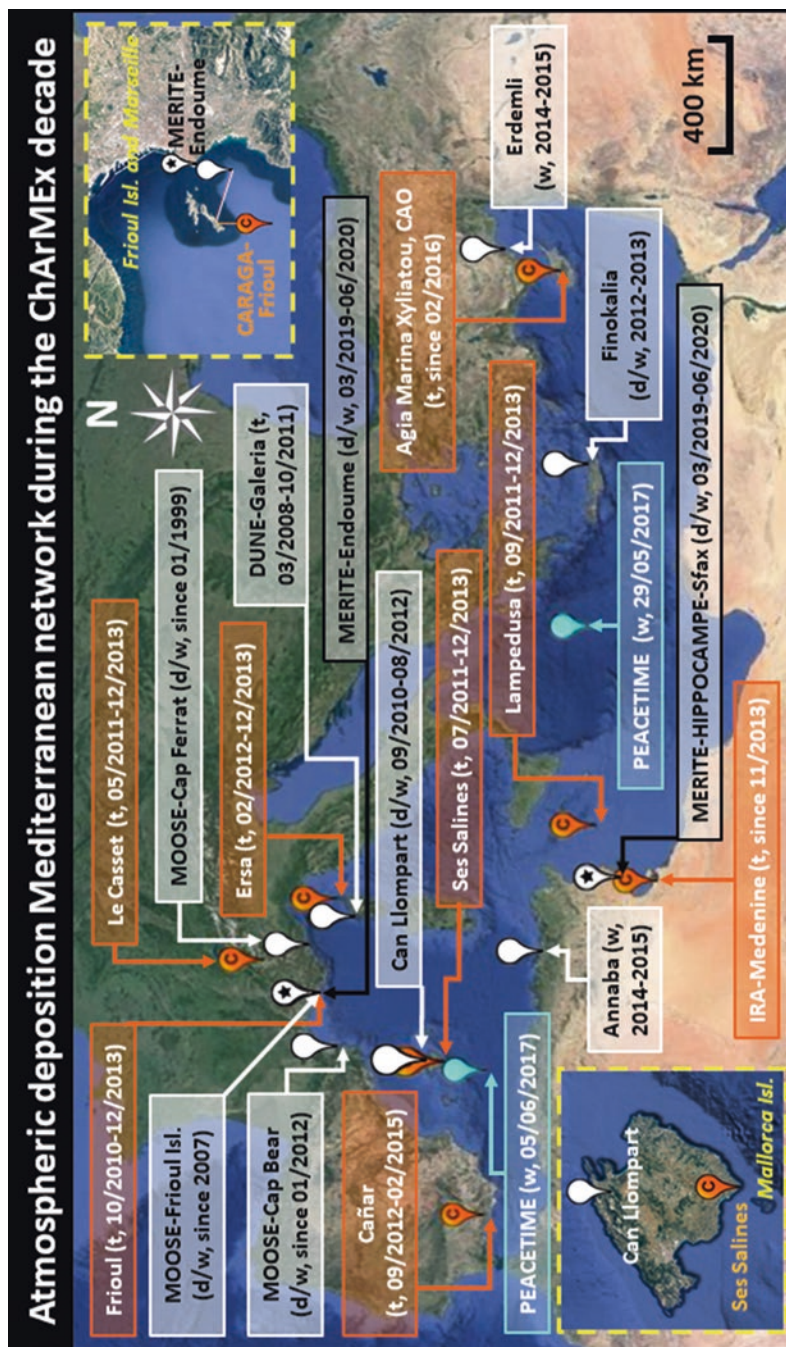 Atmospheric deposition Mediterranean network during the ChArMEx decade
Frioul (t, 10/2010-12/2013)
Le Casset (t, 05/2011-12/2013)
MOOSE-Frioul Isl.
(d/w, since 2007)
MOOSE-Cap Ferrat (d/w, since 01/1999)
MOOSE-Cap Bear
(d/w, since 01/2012)
Ersa (t, 02/2012-12/2013)
DUNE-Galeria (t,
03/2008-10/2011)
N
Frioul Isl. and Marseille
MERITE-
Endoume
CARAGA-
Frioul
C
MERITE-Endoume (d/w, 03/2019-06/2020)
Cañar
(t, 09/2012-02/2015)
Can Llompart (d/w, 09/2010-08/2012)
Ses Salines (t, 07/2011-12/2013)
Agia Marina Xyliatou, CAO
(t, since 02/2016)
Erdemli
(w, 2014-2015)
C
C
C
C
C
C
C
PEACETIME (w, 05/06/2017)
Lampedusa (t, 09/2011-12/2013)
Finokalia
(d/w, 2012-2013)
PEACETIME (w, 29/05/2017)
Annaba (w,
2014-2015)
MERITE-HIPPOCAMPE-Sfax (d/w, 03/2019-06/2020)
IRA-Medenine (t, since 11/2013)
Can Llompart
C
Ses Salines
Mallorca Isl.
400 km